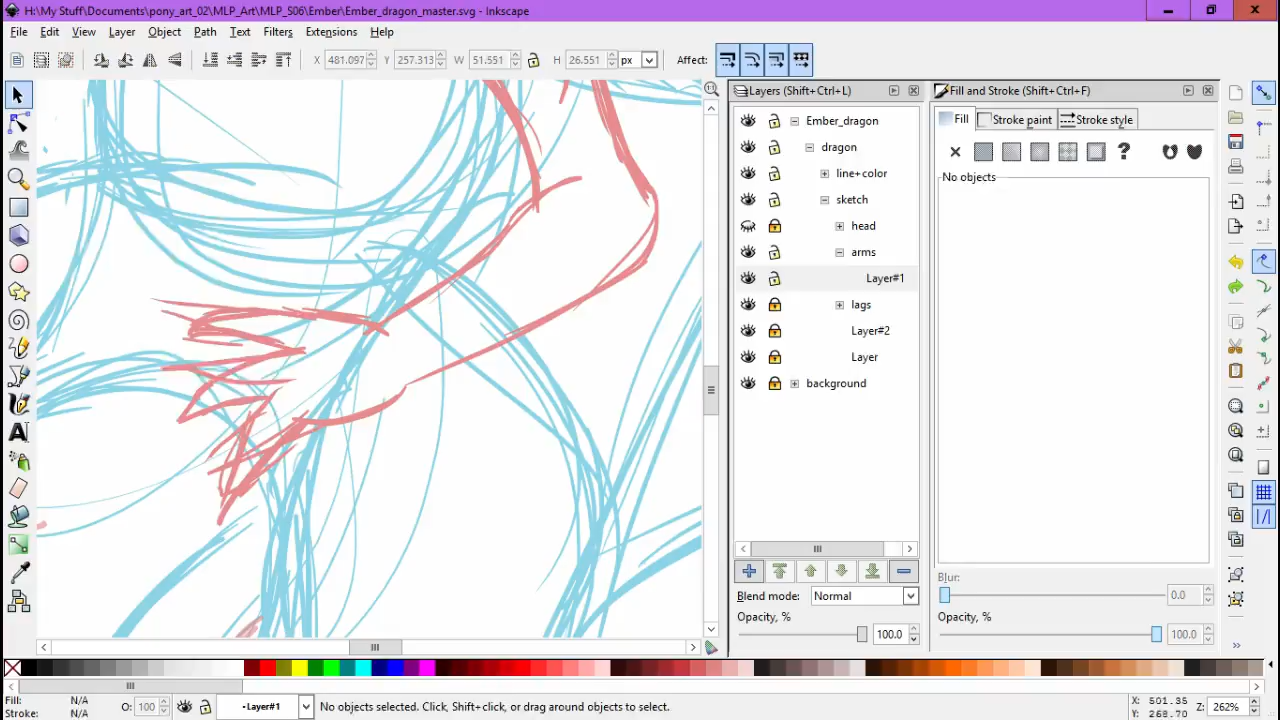 H:\My Stuff\Documents\pony_art_02\MLP_Art\MLP_S06\Ember\Ember_dragon_master.svg - Inkscape
File Edit View Layer Object Path Text Filters Extensions Help
X 481.097 Y 257.313 W 51.551 H 26.551 px Affect:
Layers (Shift+Ctrl+L)
Ember_dragon
dragon
line+color
sketch
head
arms
Layer#1
lags
Layer#2
Layer
background
Blend mode: Normal
Opacity, %
100.0
Fill and Stroke (Shift+Ctrl+F)
Fill Stroke paint Stroke style
No objects
Blur:
0.0
Opacity, %
100.0
Fill: N/A
Stroke: N/A
O: 100
•Layer#1
No objects selected. Click, Shift+click, or drag around objects to select.
X: 501.35
Y: 268.70
Z: 262%